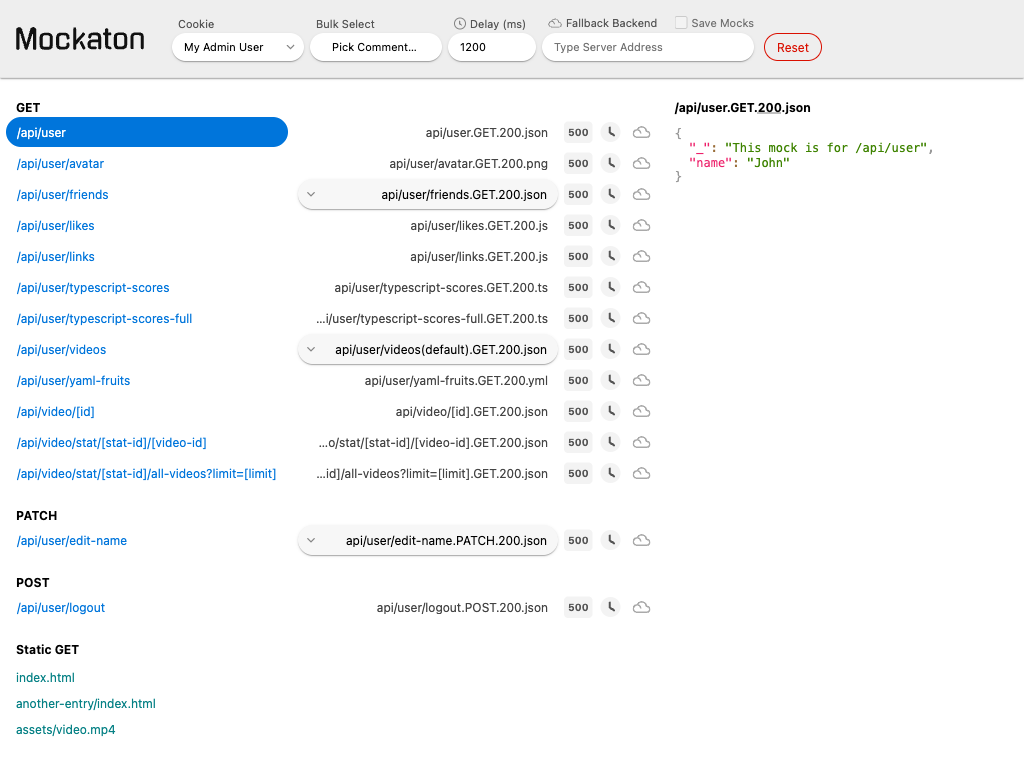 Mockaton
Cookie
My Admin User
Bulk Select
Pick Comment...
Delay (ms)
1200
Fallback Backend
Save Mocks
Type Server Address
Reset
GET
/api/user api/user.GET.200.json 500
/api/user/avatar api/user/avatar.GET.200.png 500
/api/user/friends api/user/friends.GET.200.json 500
/api/user/likes api/user/likes.GET.200.js 500
/api/user/links api/user/links.GET.200.js 500
/api/user/typescript-scores api/user/typescript-scores.GET.200.ts 500
/api/user/typescript-scores-full ...i/user/typescript-scores-full.GET.200.ts 500
/api/user/videos api/user/videos(default).GET.200.json 500
/api/user/yaml-fruits api/user/yaml-fruits.GET.200.yml 500
/api/video/[id] api/video/[id].GET.200.json 500
/api/video/stat/[stat-id]/[video-id] ...o/stat/[stat-id]/[video-id].GET.200.json 500
/api/video/stat/[stat-id]/all-videos?limit=[limit] ...id]/all-videos?limit=[limit].GET.200.json 500
PATCH
/api/user/edit-name api/user/edit-name.PATCH.200.json 500
POST
/api/user/logout api/user/logout.POST.200.json 500
Static GET
index.html
another-entry/index.html
assets/video.mp4
/api/user.GET.200.json
{
"_": "This mock is for /api/user",
"name": "John"
}